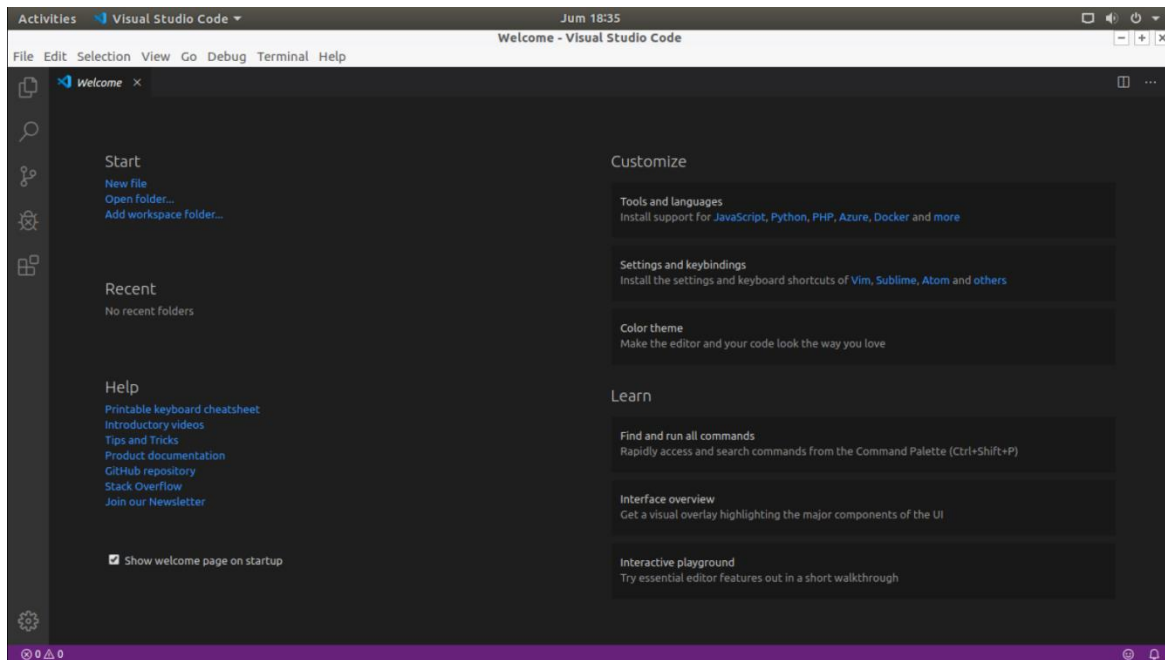 Activities Visual Studio Code Jum 18:35
Welcome - Visual Studio Code
File Edit Selection View Go Debug Terminal Help
Welcome
Start
New file
Open folder...
Add workspace folder...
Recent
No recent folders
Help
Printable keyboard cheatsheet
Introductory videos
Tips and Tricks
Product documentation
GitHub repository
Stack Overflow
Join our Newsletter
Show welcome page on startup
Customize
Tools and languages
Install support for JavaScript, Python, PHP, Azure, Docker and more
Settings and keybindings
Install the settings and keyboard shortcuts of Vim, Sublime, Atom and others
Color theme
Make the editor and your code look the way you love
Learn
Find and run all commands
Rapidly access and search commands from the Command Palette (Ctrl+Shift+P)
Interface overview
Get a visual overlay highlighting the major components of the UI
Interactive playground
Try essential editor features out in a short walkthrough
0 0